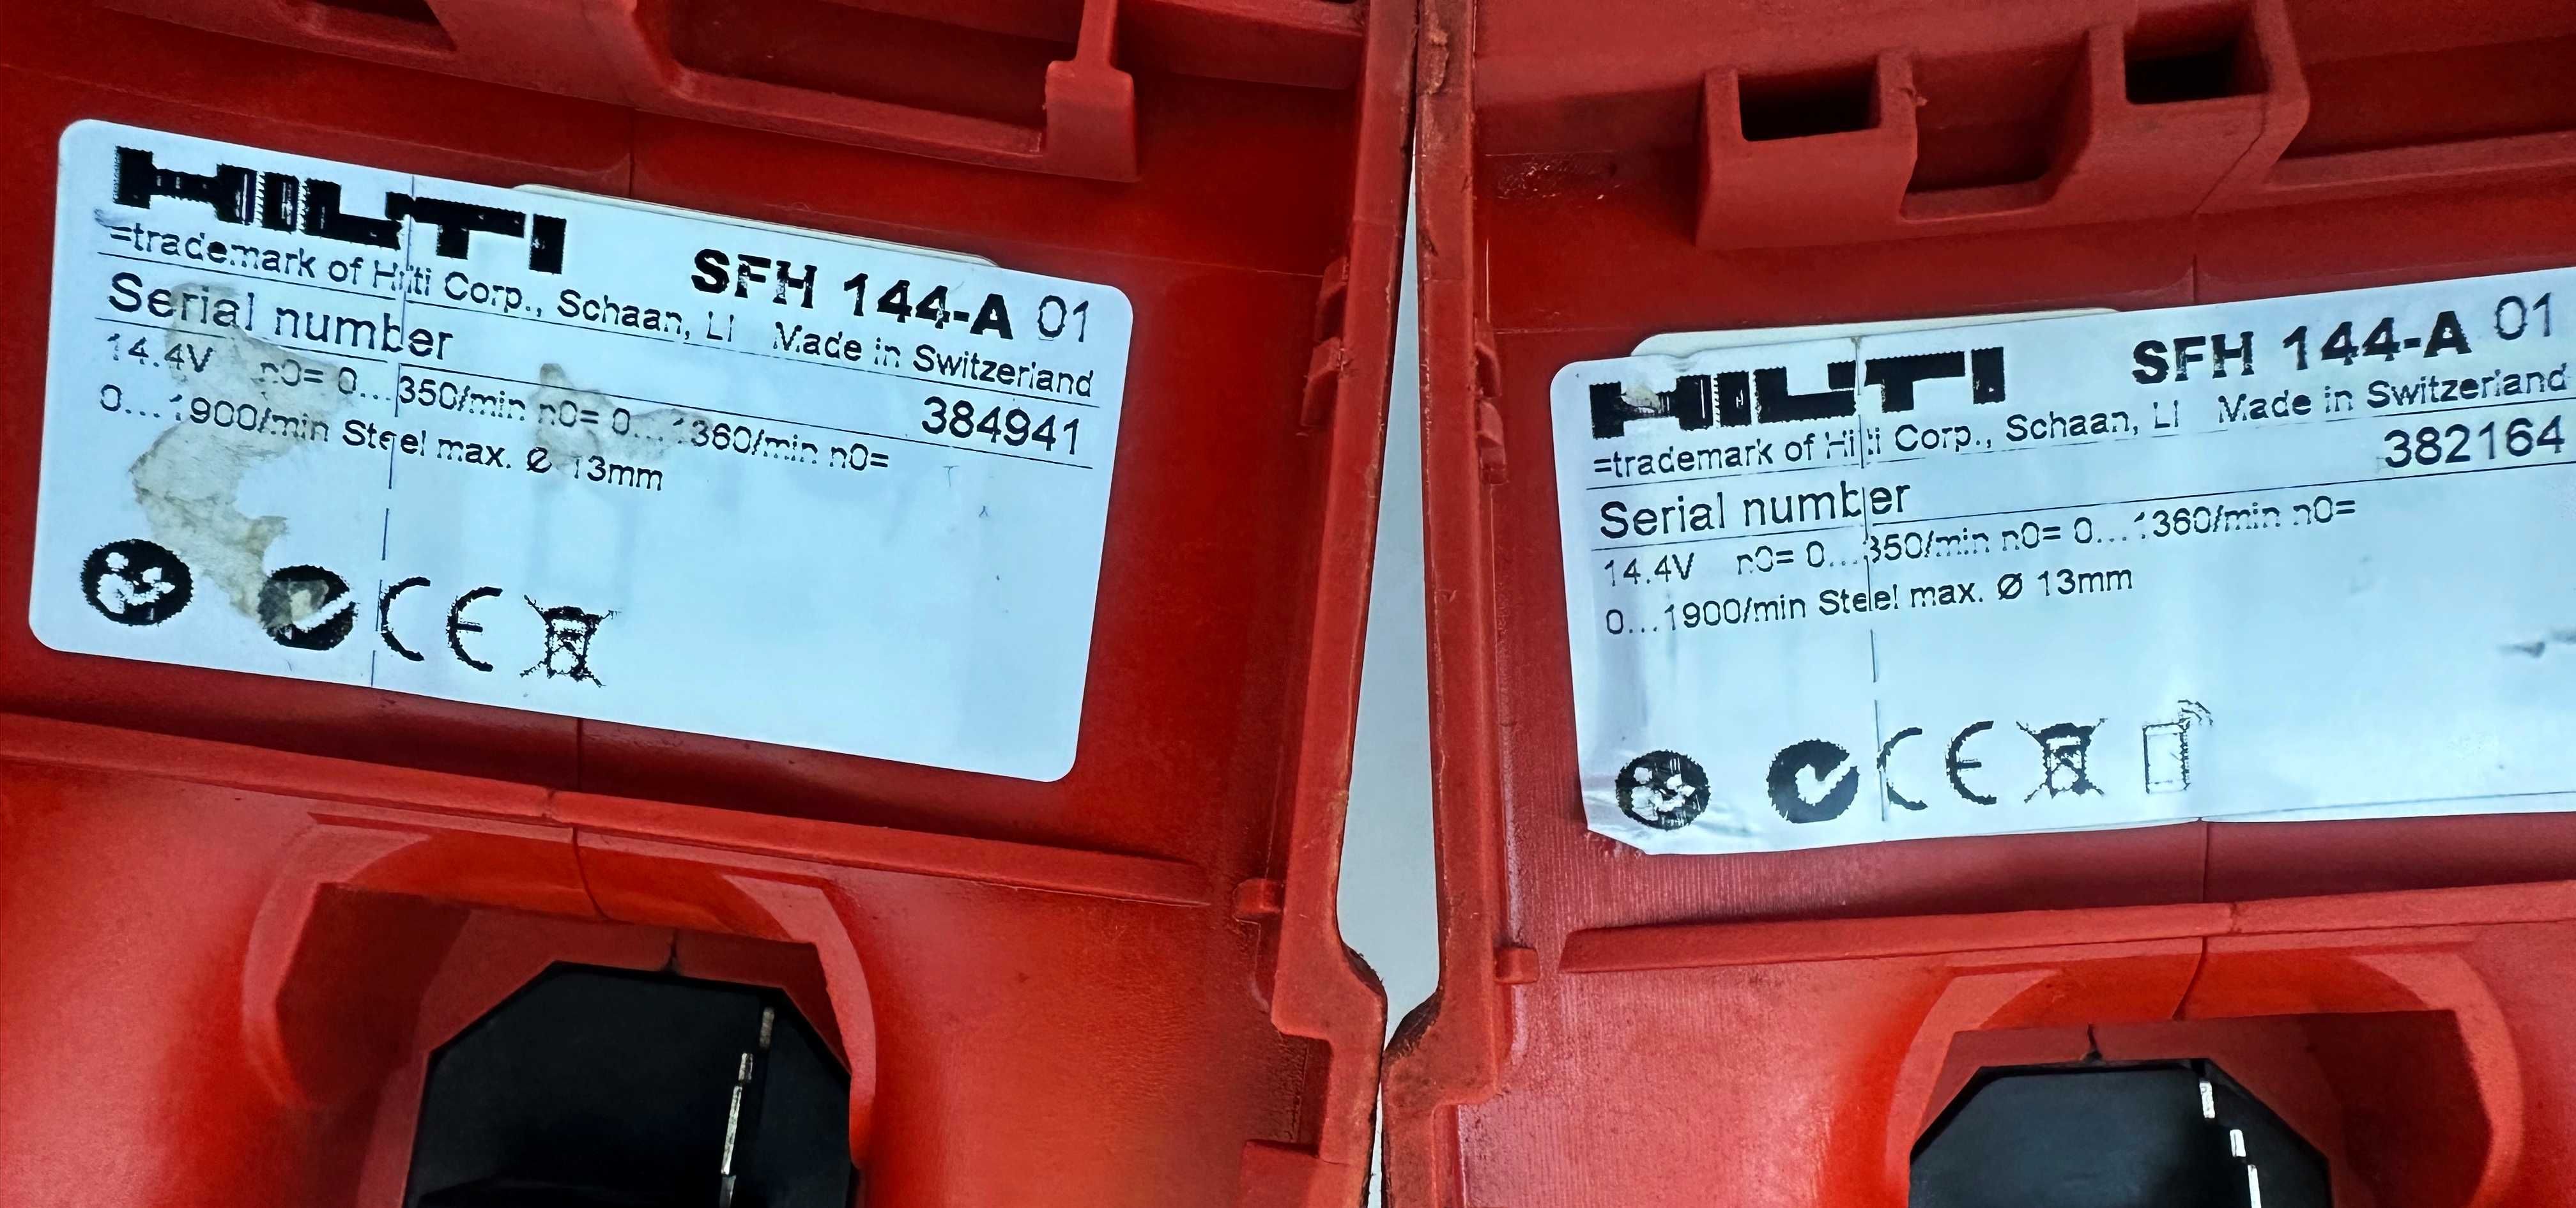 HILTI SFH 144-A 01
=trademark of Hilti Corp., Schaan, LI Made in Switzerland
Serial number 384941
14.4V n0= 0...350/min n0= 0...1360/min n0=
0...1900/min Steel max. Ø 13mm
CE
HILTI SFH 144-A 01
=trademark of Hilti Corp., Schaan, LI Made in Switzerland
Serial number 382164
14.4V n0= 0...350/min n0= 0...1360/min n0=
0...1900/min Steel max. Ø 13mm
CE